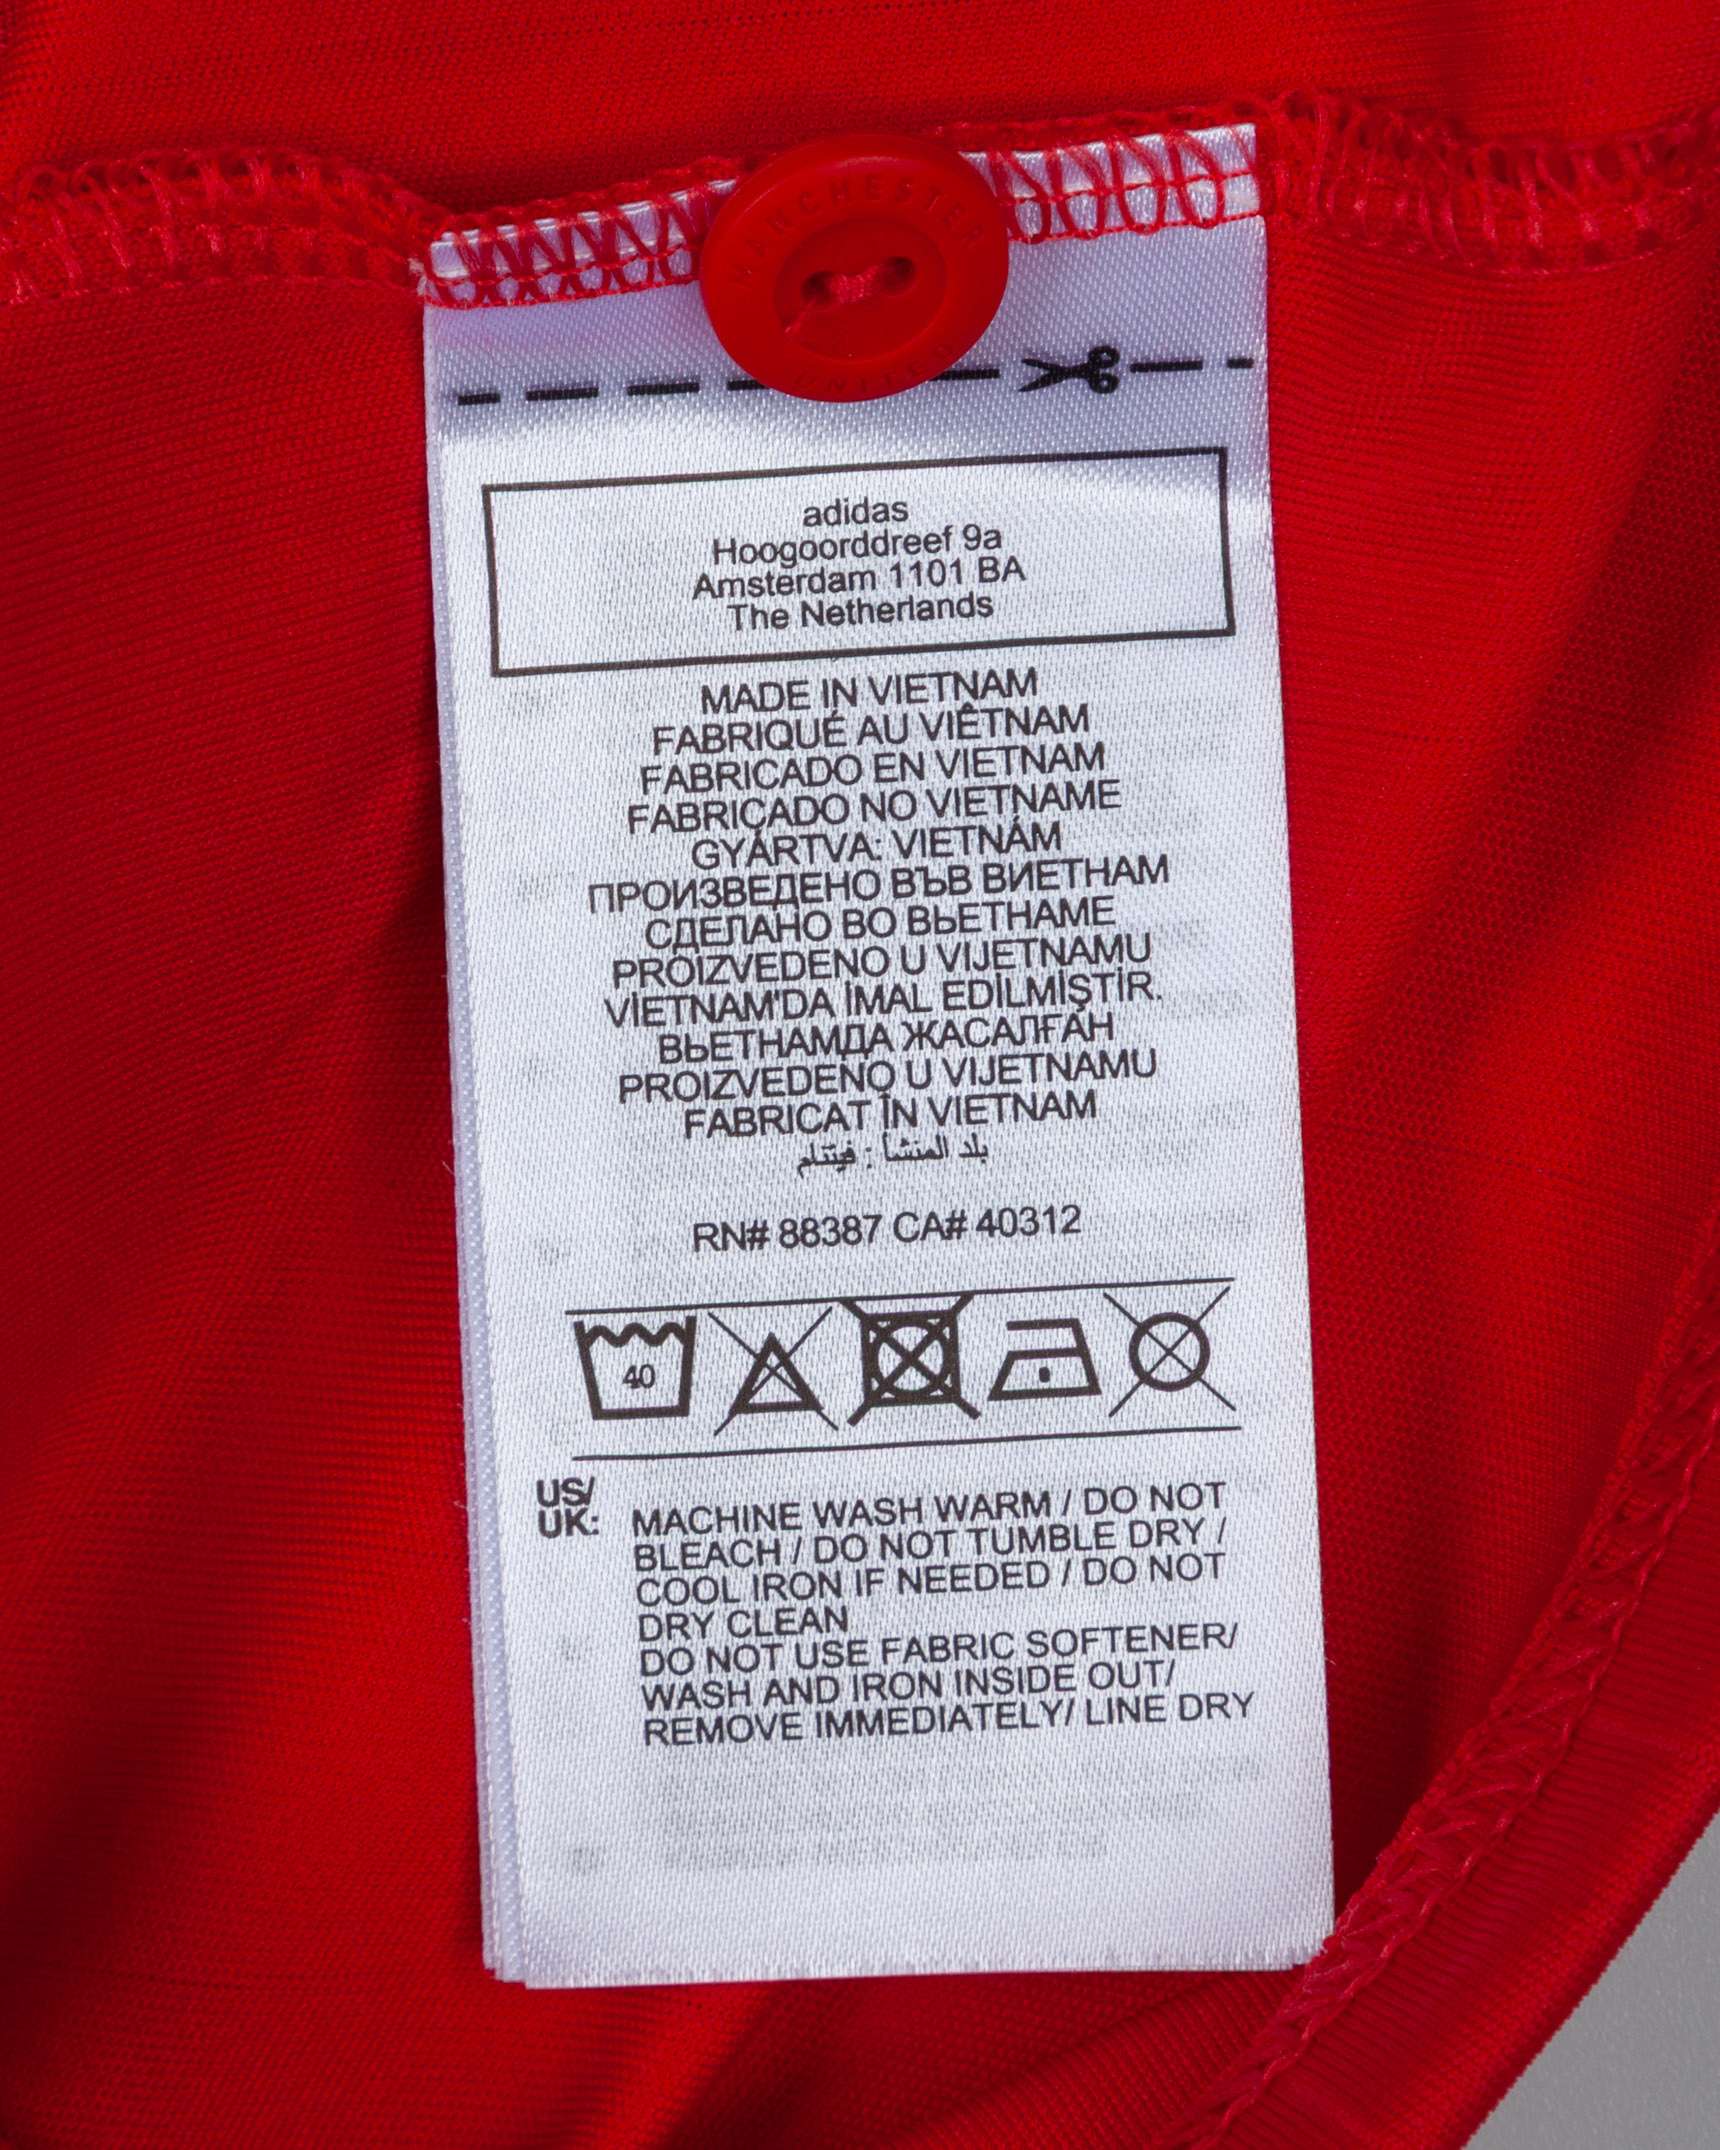 MANCHESTER
UNITED
adidas
Hoogoorddreef 9a
Amsterdam 1101 BA
The Netherlands
MADE IN VIETNAM
FABRIQUÉ AU VIÊTNAM
FABRICADO EN VIETNAM
FABRICADO NO VIETNAME
GYÁRTVA: VIETNÁM
ПРОИЗВЕДЕНО ВЪВ ВИЕТНАМ
СДЕЛАНО ВО ВЬЕТНАМЕ
PROIZVEDENO U VIJETNAMU
VİETNAM'DA İMAL EDİLMİŞTİR.
ВЬЕТНАМДА ЖАСАЛҒАН
PROIZVEDENO U VIJETNAMU
FABRICAT ÎN VIETNAM
بلد المنشأ : فيتنام
RN# 88387 CA# 40312
40
US/
UK: MACHINE WASH WARM / DO NOT
BLEACH / DO NOT TUMBLE DRY /
COOL IRON IF NEEDED / DO NOT
DRY CLEAN
DO NOT USE FABRIC SOFTENER/
WASH AND IRON INSIDE OUT/
REMOVE IMMEDIATELY/ LINE DRY